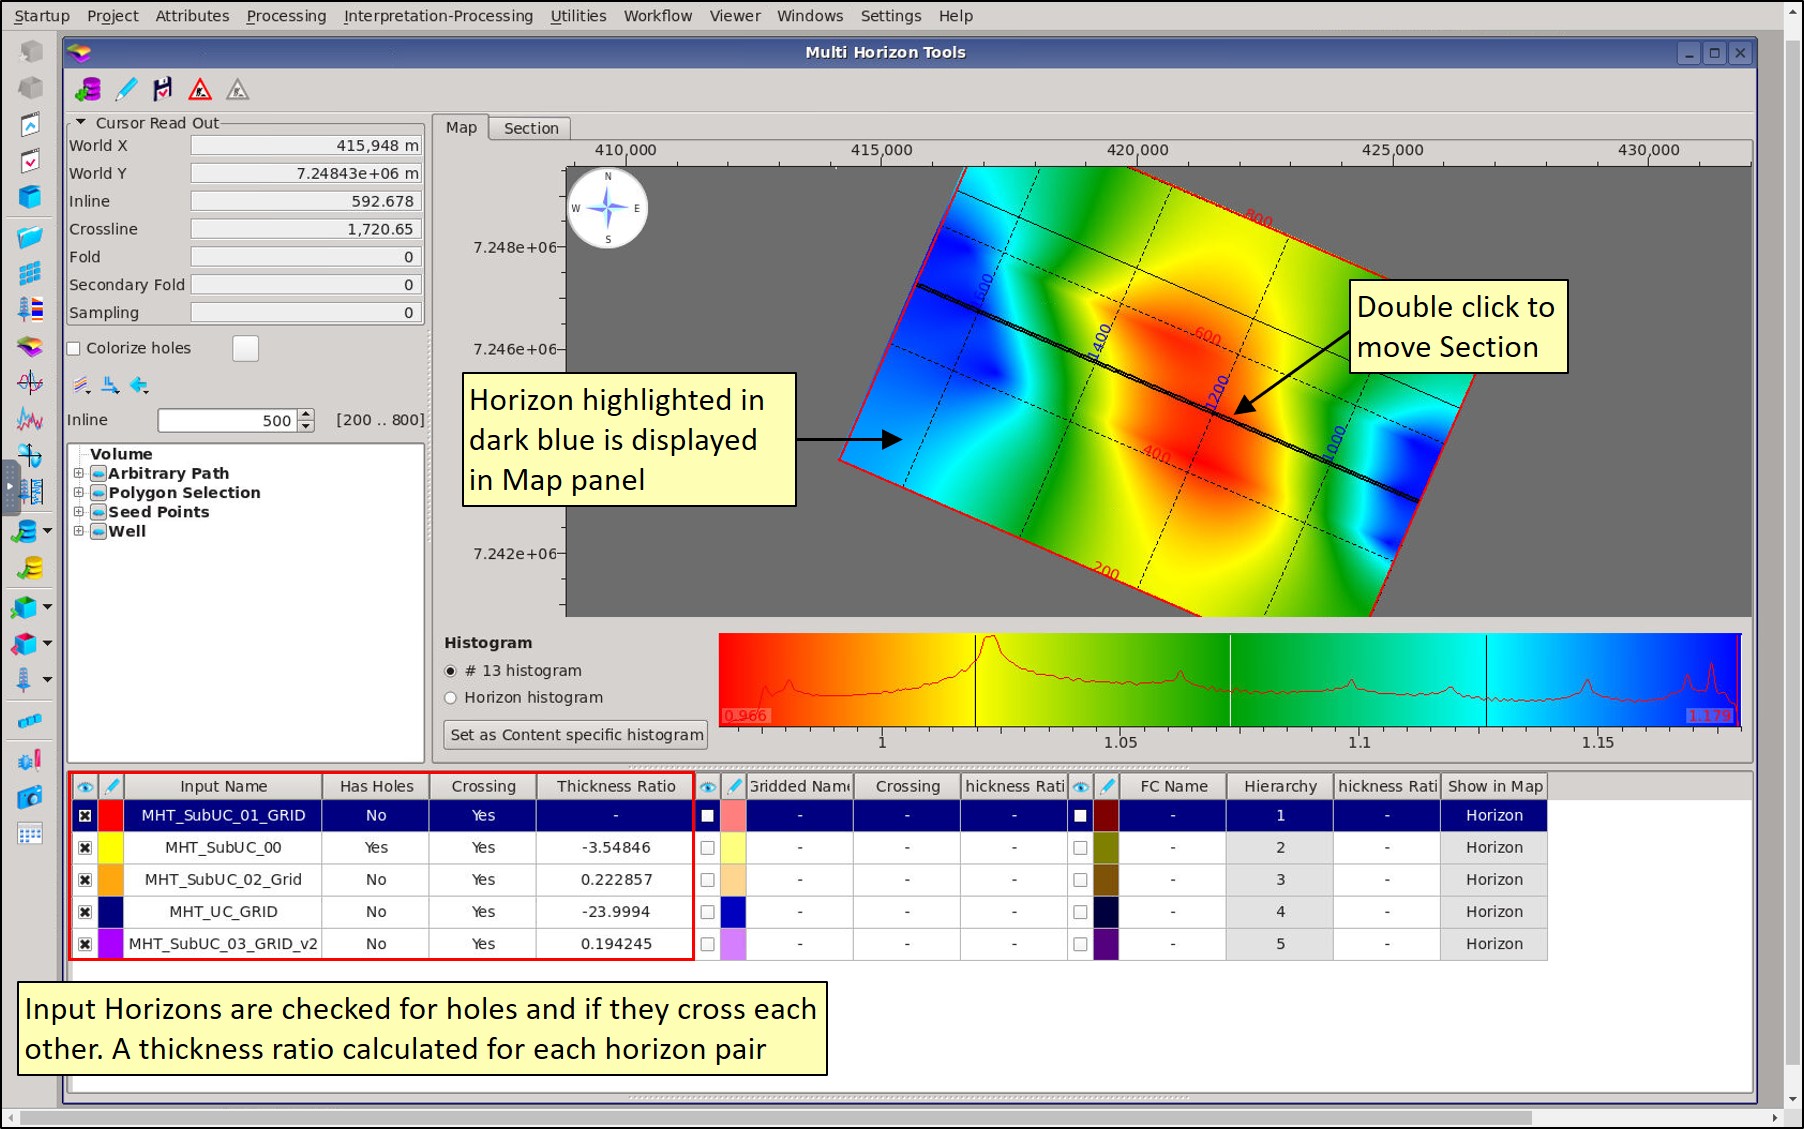 Startup Project Attributes Processing Interpretation-Processing Utilities Workflow Viewer Windows Settings Help
Multi Horizon Tools
Cursor Read Out
World X 415,948 m
World Y 7.24843e+06 m
Inline 592.678
Crossline 1,720.65
Fold 0
Secondary Fold 0
Sampling 0
Colorize holes
Inline 500 [200 .. 800]
Volume
Arbitrary Path
Polygon Selection
Seed Points
Well
Map Section
410,000 415,000 420,000 425,000 430,000
N
W E
S
7.248e+06
7.246e+06
7.242e+06
800
600
400
200
1600
1400
1200
1000
Double click to
move Section
Horizon highlighted in
dark blue is displayed
in Map panel
Histogram
# 13 histogram
Horizon histogram
Set as Content specific histogram
0.966 1.179
1 1.05 1.1 1.15
Input Name Has Holes Crossing Thickness Ratio Gridded Name Crossing hickness Rati FC Name Hierarchy hickness Rati Show in Map
MHT_SubUC_01_GRID No Yes - - - - - 1 - Horizon
MHT_SubUC_00 Yes Yes -3.54846 - - - - 2 - Horizon
MHT_SubUC_02_Grid No Yes 0.222857 - - - - 3 - Horizon
MHT_UC_GRID No Yes -23.9994 - - - - 4 - Horizon
MHT_SubUC_03_GRID_v2 No Yes 0.194245 - - - - 5 - Horizon
Input Horizons are checked for holes and if they cross each
other. A thickness ratio calculated for each horizon pair